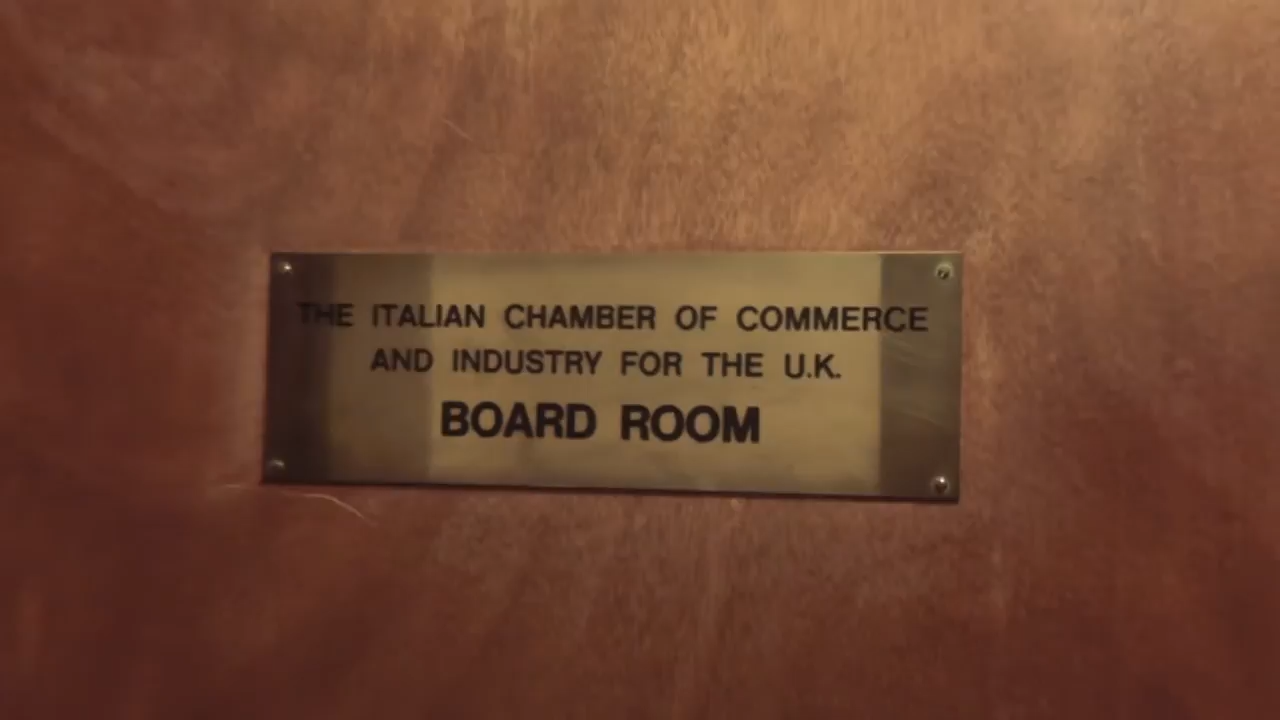 THE ITALIAN CHAMBER OF COMMERCE
AND INDUSTRY FOR THE U.K.
BOARD ROOM